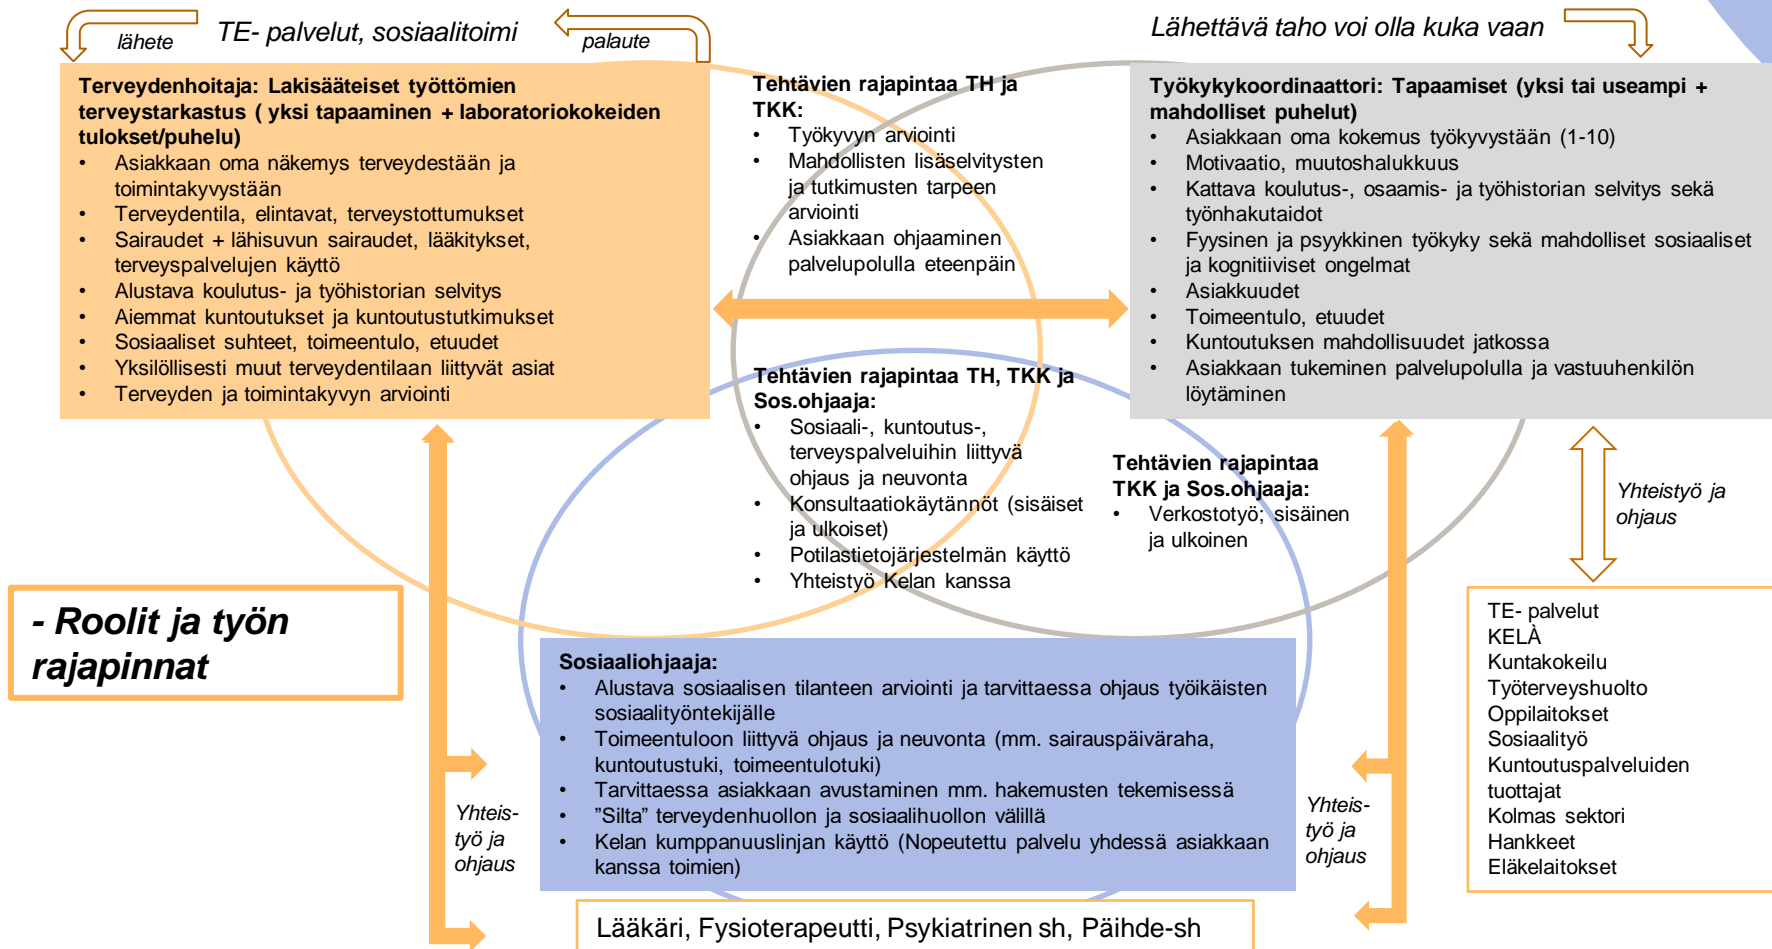 lähete
TE- palvelut, sosiaalitoimi
palaute
Lähettävä taho voi olla kuka vaan
Terveydenhoitaja: Lakisääteiset työttömien
terveystarkastus ( yksi tapaaminen + laboratoriokokeiden
tulokset/puhelu)
• Asiakkaan oma näkemys terveydestään ja
toimintakyvystään
• Terveydentila, elintavat, terveystottumukset
• Sairaudet + lähisuvun sairaudet, lääkitykset,
terveyspalvelujen käyttö
• Alustava koulutus- ja työhistorian selvitys
• Aiemmat kuntoutukset ja kuntoutustutkimukset
• Sosiaaliset suhteet, toimeentulo, etuudet
• Yksilöllisesti muut terveydentilaan liittyvät asiat
• Terveyden ja toimintakyvyn arviointi
Tehtävien rajapintaa TH ja
TKK:
• Työkyvyn arviointi
• Mahdollisten lisäselvitysten
ja tutkimusten tarpeen
arviointi
• Asiakkaan ohjaaminen
palvelupolulla eteenpäin
Työkykykoordinaattori: Tapaamiset (yksi tai useampi +
mahdolliset puhelut)
• Asiakkaan oma kokemus työkyvystään (1-10)
• Motivaatio, muutoshalukkuus
• Kattava koulutus-, osaamis- ja työhistorian selvitys sekä
työnhakutaidot
• Fyysinen ja psyykkinen työkyky sekä mahdolliset sosiaaliset
ja kognitiiviset ongelmat
• Asiakkuudet
• Toimeentulo, etuudet
• Kuntoutuksen mahdollisuudet jatkossa
• Asiakkaan tukeminen palvelupolulla ja vastuuhenkilön
löytäminen
Tehtävien rajapintaa TH, TKK ja
Sos.ohjaaja:
• Sosiaali-, kuntoutus-,
terveyspalveluihin liittyvä
ohjaus ja neuvonta
• Konsultaatiokäytännöt (sisäiset
ja ulkoiset)
• Potilastietojärjestelmän käyttö
• Yhteistyö Kelan kanssa
Tehtävien rajapintaa
TKK ja Sos.ohjaaja:
• Verkostotyö; sisäinen
ja ulkoinen
Yhteistyö ja
ohjaus
- Roolit ja työn
rajapinnat
Sosiaaliohjaaja:
• Alustava sosiaalisen tilanteen arviointi ja tarvittaessa ohjaus työikäisten
sosiaalityöntekijälle
• Toimeentuloon liittyvä ohjaus ja neuvonta (mm. sairauspäiväraha,
kuntoutustuki, toimeentulotuki)
• Tarvittaessa asiakkaan avustaminen mm. hakemusten tekemisessä
• ”Silta” terveydenhuollon ja sosiaalihuollon välillä
• Kelan kumppanuuslinjan käyttö (Nopeutettu palvelu yhdessä asiakkaan
kanssa toimien)
Yhteis-
työ ja
ohjaus
Yhteis-
työ ja
ohjaus
TE- palvelut
KELÀ
Kuntakokeilu
Työterveyshuolto
Oppilaitokset
Sosiaalityö
Kuntoutuspalveluiden
tuottajat
Kolmas sektori
Hankkeet
Eläkelaitokset
Lääkäri, Fysioterapeutti, Psykiatrinen sh, Päihde-sh